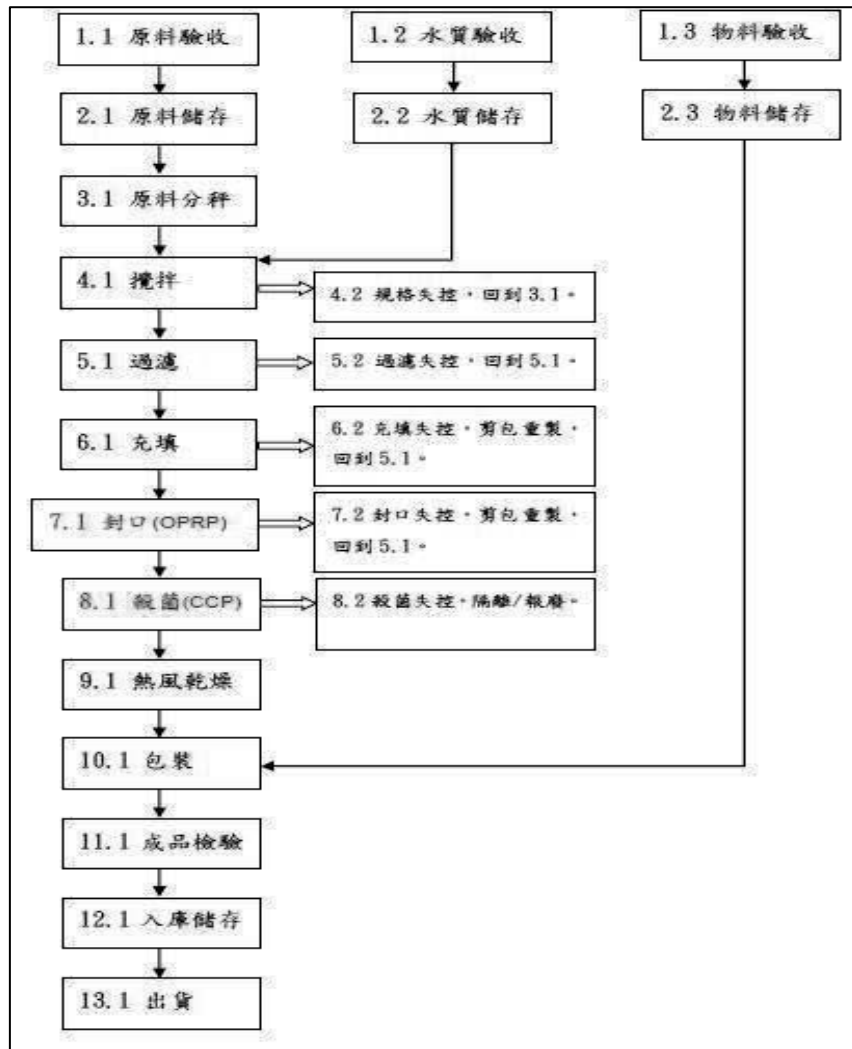 1.1 原料驗收
1.2 水質驗收
1.3 物料驗收
2.1 原料儲存
2.2 水質儲存
2.3 物料儲存
3.1 原料分秤
4.1 攪拌
4.2 規格失控，回到3.1。
5.1 過濾
5.2 過濾失控，回到5.1。
6.1 充填
6.2 充填失控，剪包重製，
回到5.1。
7.1 封口(OPRP)
7.2 封口失控，剪包重製，
回到5.1。
8.1 殺菌(CCP)
8.2 殺菌失控，隔離/報廢。
9.1 熱風乾燥
10.1 包裝
11.1 成品檢驗
12.1 入庫儲存
13.1 出貨